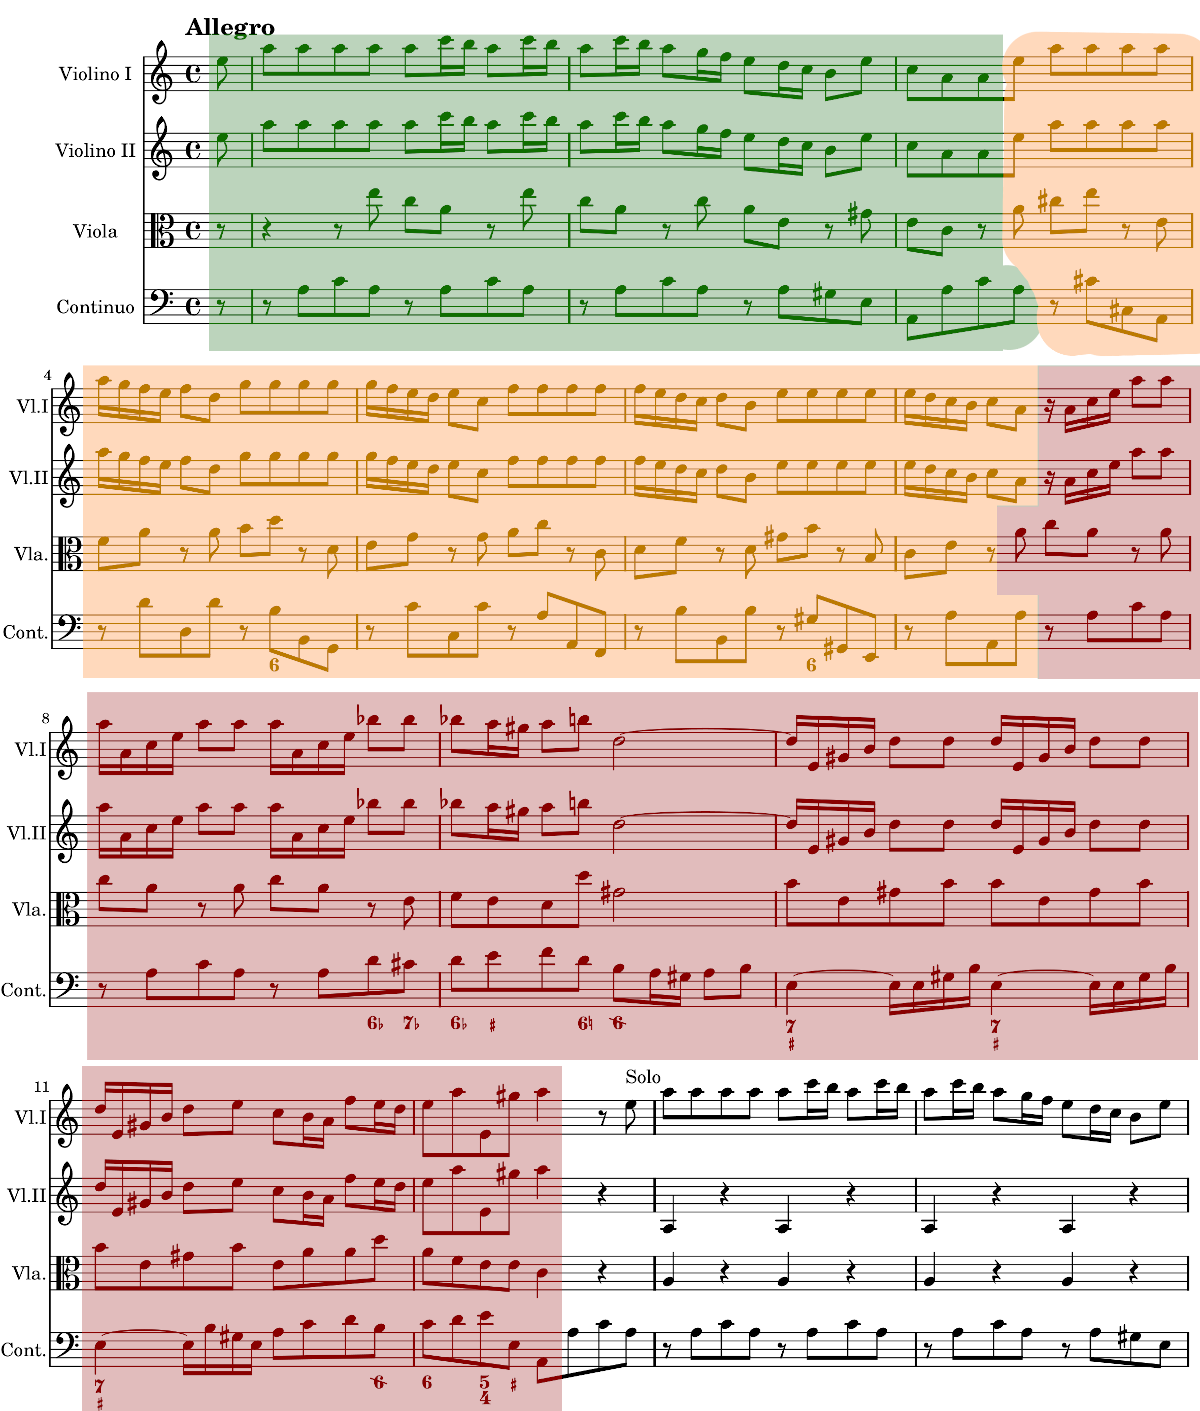 Allegro
Violino I
Violino II
Viola
Continuo
4
Vl.I
Vl.II
Vla.
Cont.
6 6
8
Vl.I
Vl.II
Vla.
Cont.
6♭ 7♭ 6♭ ♯ 6♮ 6 7 7
♯ ♯
11
Solo
Vl.I
Vl.II
Vla.
Cont.
7 6 6 5 ♯
♯ 4